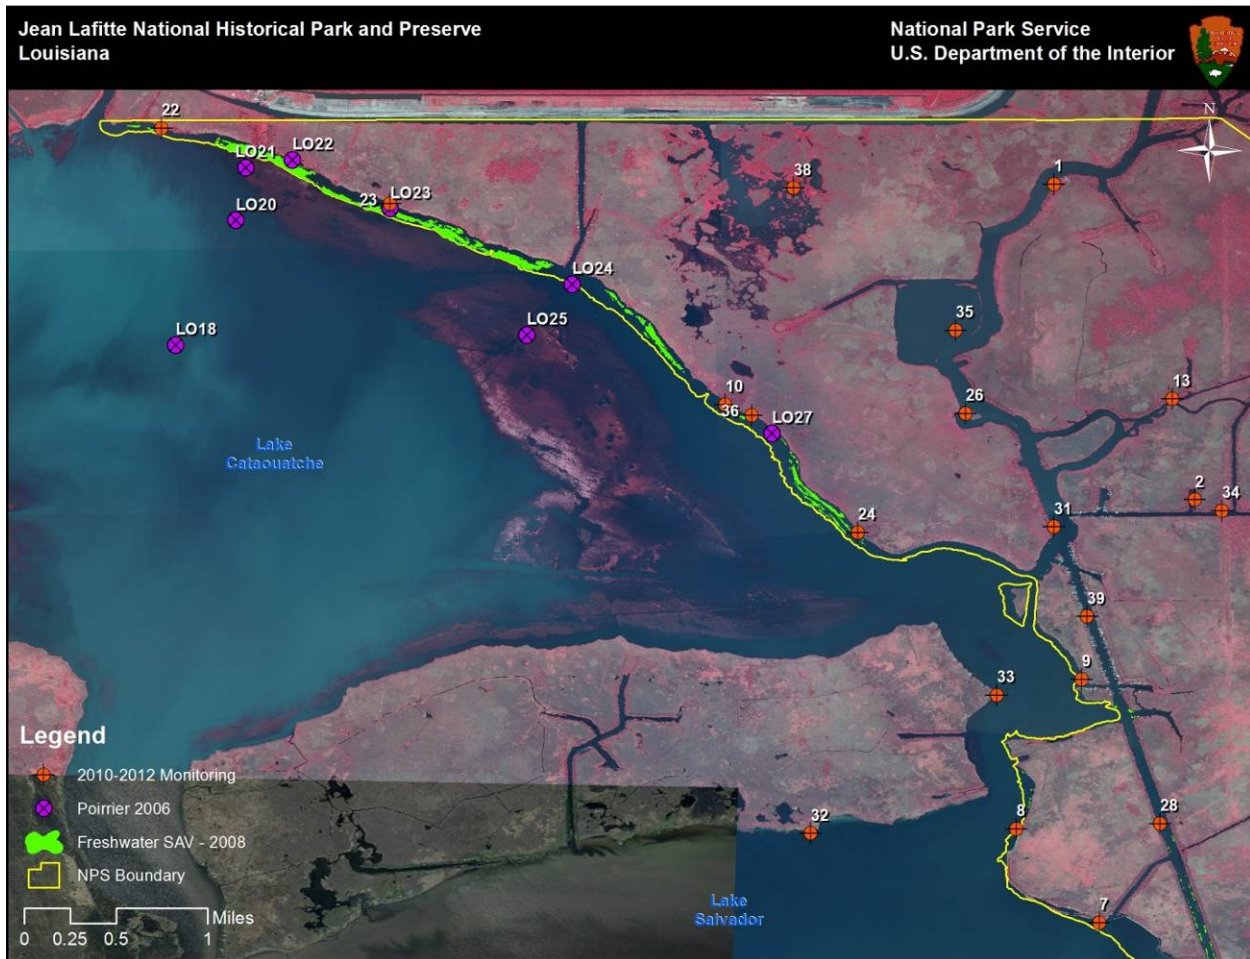 Jean Lafitte National Historical Park and Preserve
Louisiana
National Park Service
U.S. Department of the Interior
N
22
LO21
LO22
38
1
23
LO23
LO20
LO24
35
LO25
LO18
10
13
26
36
LO27
Lake
Cataouatche
2
34
24
31
39
9
33
Legend
2010-2012 Monitoring
Poirrier 2006
Freshwater SAV - 2008
NPS Boundary
Miles
0
0.25
0.5
1
32
8
28
Lake
Salvador
7